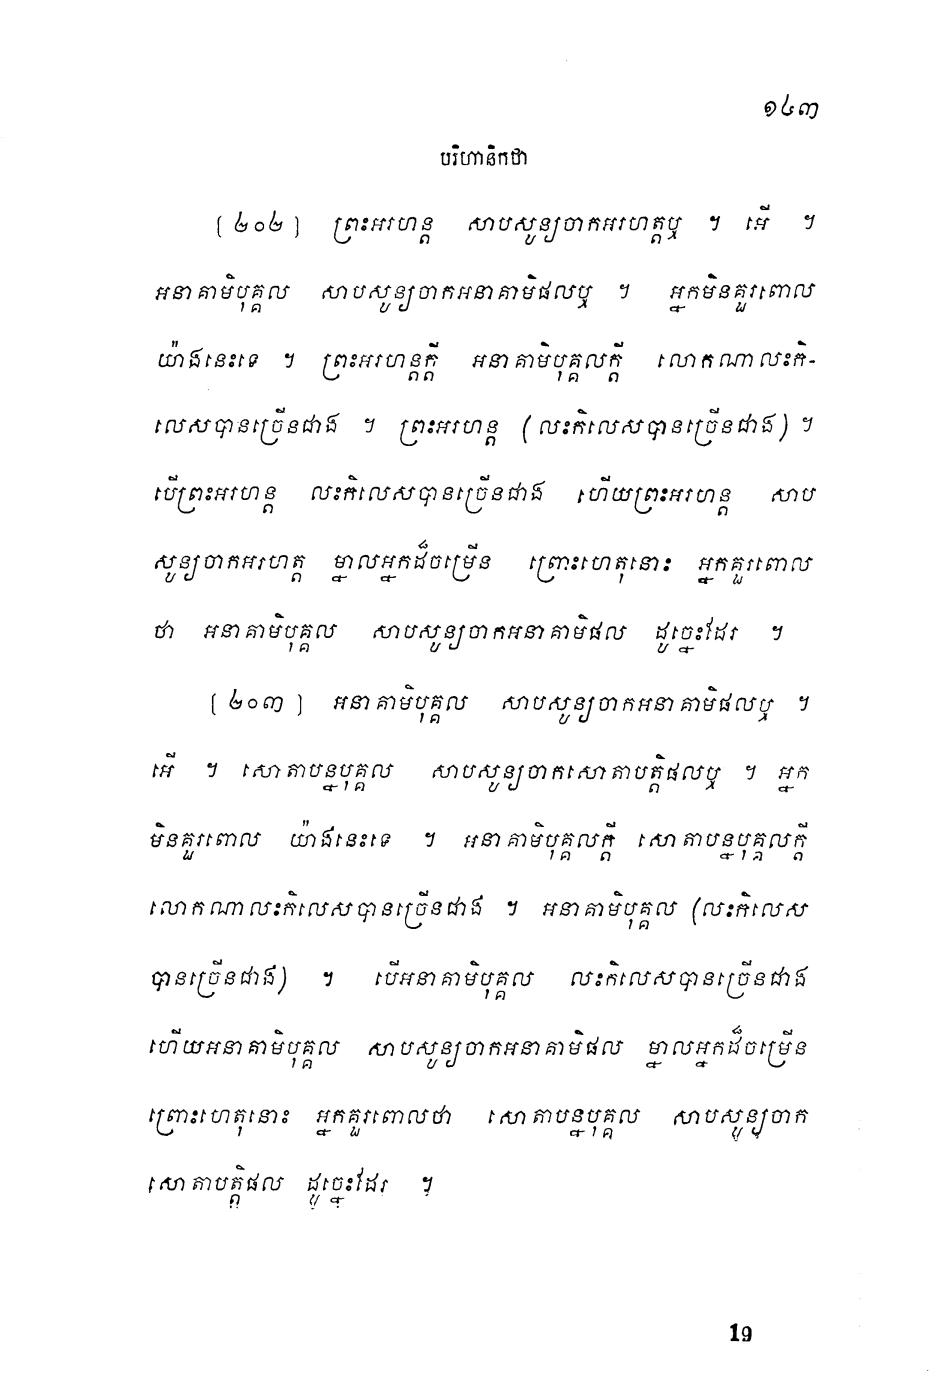 ១៤៣
បរិហានិកថា
[២០២] ព្រះអរហន្ត សាបសូន្យចាកអរហត្តឬ ។ អើ ។
អនាគាមិបុគ្គល សាបសូន្យចាកអនាគាមិផលឬ ។ អ្នកមិនគួរពោល
យ៉ាងនេះទេ ។ ព្រះអរហន្តក្តី អនាគាមិបុគ្គលក្តី លោកណាលះកិ-
លេសបានច្រើនជាង ។ ព្រះអរហន្ត (លះកិលេសបានច្រើនជាង) ។
បើព្រះអរហន្ត លះកិលេសបានច្រើនជាង ហើយព្រះអរហន្ត សាប
សូន្យចាកអរហត្ត ម្នាលអ្នកដ៏ចម្រើន ព្រោះហេតុនោះ អ្នកគួរពោល
ថា អនាគាមិបុគ្គល សាបសូន្យចាកអនាគាមិផល ដូច្នេះដែរ ។
[២០៣] អនាគាមិបុគ្គល សាបសូន្យចាកអនាគាមិផលឬ ។
អើ ។ សោតាបន្នបុគ្គល សាបសូន្យចាកសោតាបត្តិផលឬ ។ អ្នក
មិនគួរពោល យ៉ាងនេះទេ ។ អនាគាមិបុគ្គលក្តី សោតាបន្នបុគ្គលក្តី
លោកណាលះកិលេសបានច្រើនជាង ។ អនាគាមិបុគ្គល (លះកិលេស
បានច្រើនជាង) ។ បើអនាគាមិបុគ្គល លះកិលេសបានច្រើនជាង
ហើយអនាគាមិបុគ្គល សាបសូន្យចាកអនាគាមិផល ម្នាលអ្នកដ៏ចម្រើន
ព្រោះហេតុនោះ អ្នកគួរពោលថា សោតាបន្នបុគ្គល សាបសូន្យចាក
សោតាបត្តិផល ដូច្នេះដែរ ។
19